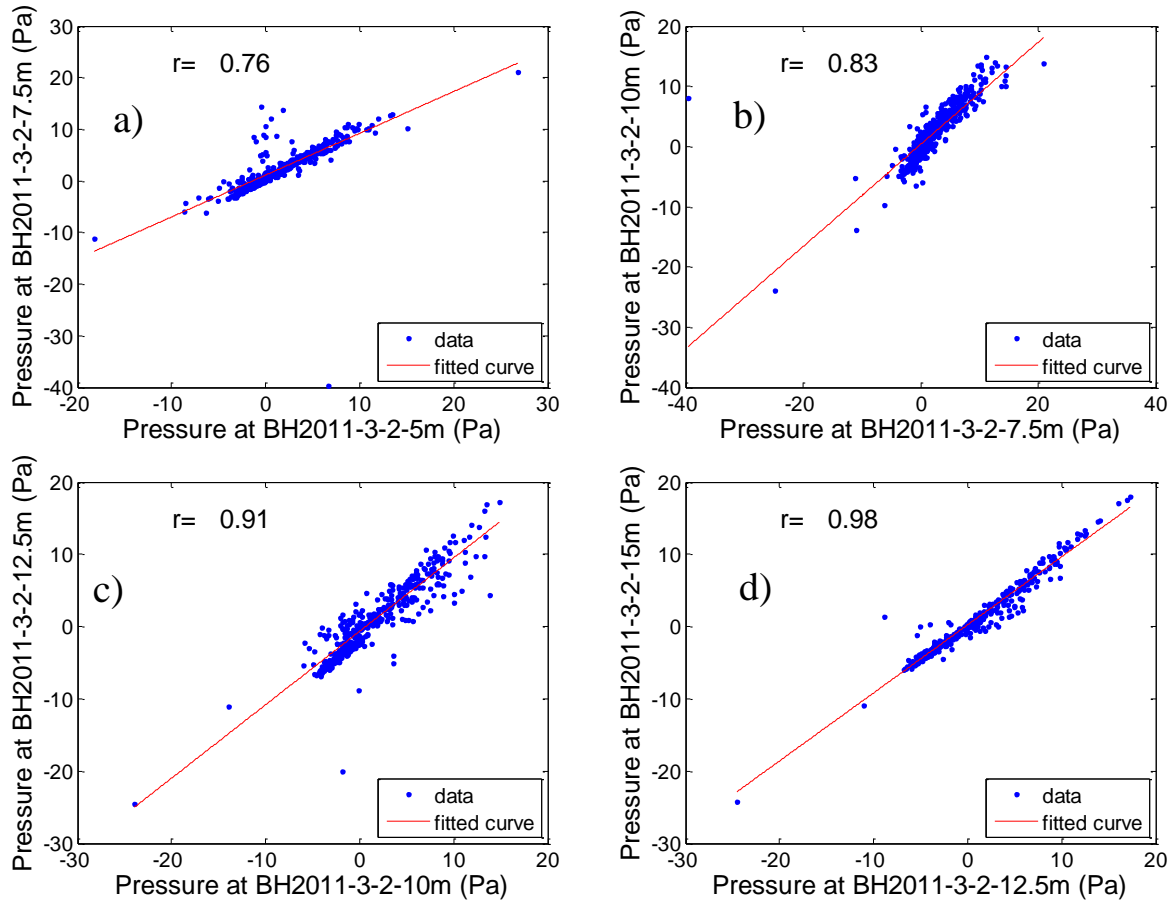 30
20
10
0
-10
-20
-30
-40
-20 -10 0 10 20 30
r= 0.76
a)
data
fitted curve
Pressure at BH2011-3-2-7.5m (Pa)
Pressure at BH2011-3-2-5m (Pa)
20
10
0
-10
-20
-30
-40
-40 -20 0 20 40
r= 0.83
b)
data
fitted curve
Pressure at BH2011-3-2-10m (Pa)
Pressure at BH2011-3-2-7.5m (Pa)
20
10
0
-10
-20
-30
-30 -20 -10 0 10 20
r= 0.91
c)
data
fitted curve
Pressure at BH2011-3-2-12.5m (Pa)
Pressure at BH2011-3-2-10m (Pa)
20
10
0
-10
-20
-30
-30 -20 -10 0 10 20
r= 0.98
d)
data
fitted curve
Pressure at BH2011-3-2-15m (Pa)
Pressure at BH2011-3-2-12.5m (Pa)